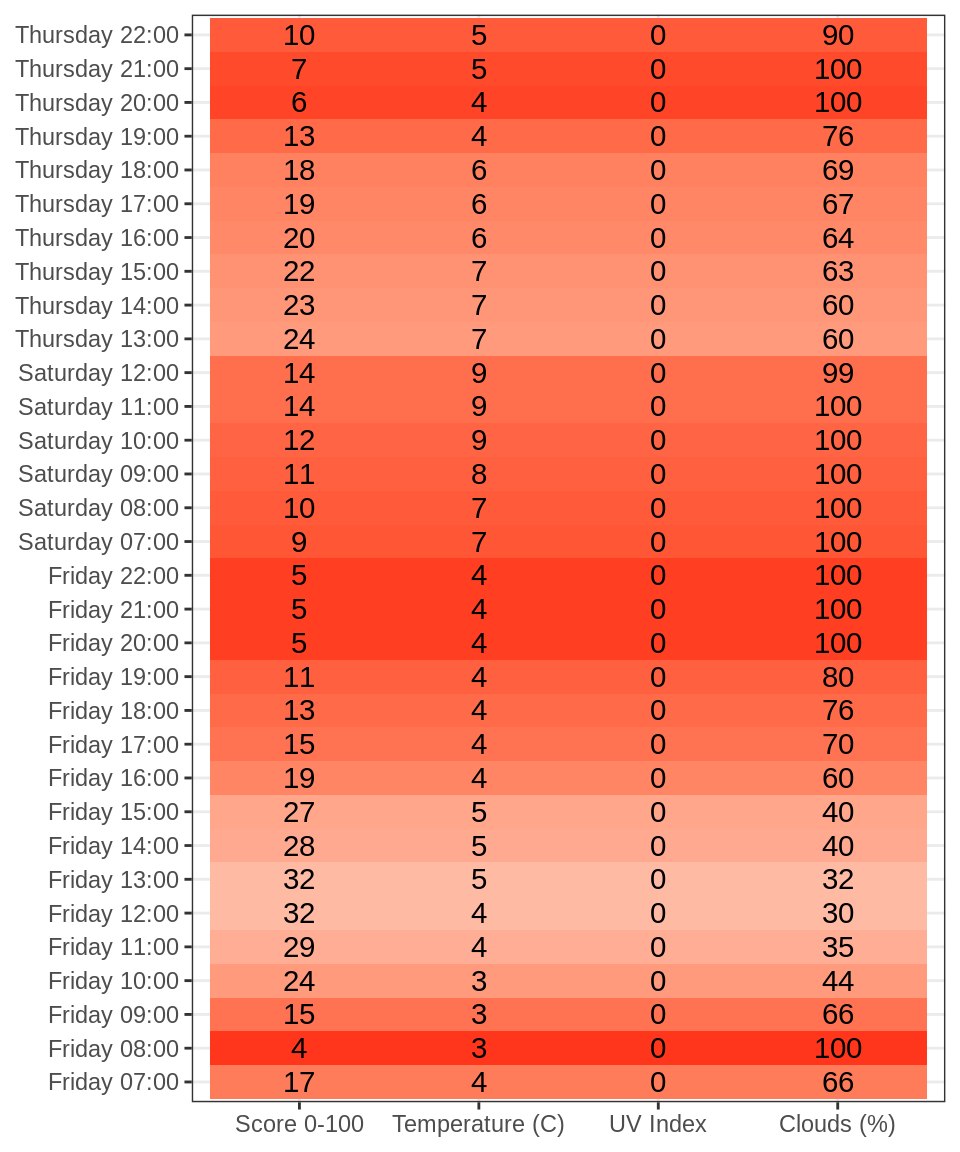 Thursday 22:00 10 5 0 90
Thursday 21:00 7 5 0 100
Thursday 20:00 6 4 0 100
Thursday 19:00 13 4 0 76
Thursday 18:00 18 6 0 69
Thursday 17:00 19 6 0 67
Thursday 16:00 20 6 0 64
Thursday 15:00 22 7 0 63
Thursday 14:00 23 7 0 60
Thursday 13:00 24 7 0 60
Saturday 12:00 14 9 0 99
Saturday 11:00 14 9 0 100
Saturday 10:00 12 9 0 100
Saturday 09:00 11 8 0 100
Saturday 08:00 10 7 0 100
Saturday 07:00 9 7 0 100
Friday 22:00 5 4 0 100
Friday 21:00 5 4 0 100
Friday 20:00 5 4 0 100
Friday 19:00 11 4 0 80
Friday 18:00 13 4 0 76
Friday 17:00 15 4 0 70
Friday 16:00 19 4 0 60
Friday 15:00 27 5 0 40
Friday 14:00 28 5 0 40
Friday 13:00 32 5 0 32
Friday 12:00 32 4 0 30
Friday 11:00 29 4 0 35
Friday 10:00 24 3 0 44
Friday 09:00 15 3 0 66
Friday 08:00 4 3 0 100
Friday 07:00 17 4 0 66
Score 0-100 Temperature (C) UV Index Clouds (%)